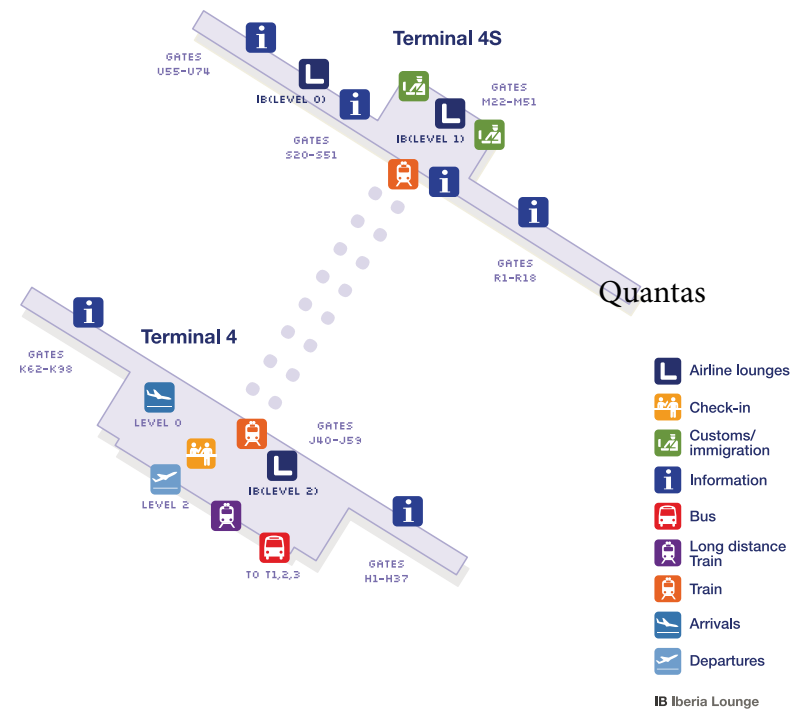 Terminal 4S
GATES
U55-U74
IB(LEVEL 0)
GATES
M22-M51
IB(LEVEL 1)
GATES
S20-S51
GATES
R1-R18
Quantas
Terminal 4
GATES
K62-K98
LEVEL 0
GATES
J40-J59
IB(LEVEL 2)
LEVEL 2
TO T1,2,3
GATES
H1-H37
Airline lounges
Check-in
Customs/
immigration
Information
Bus
Long distance
Train
Train
Arrivals
Departures
IB Iberia Lounge